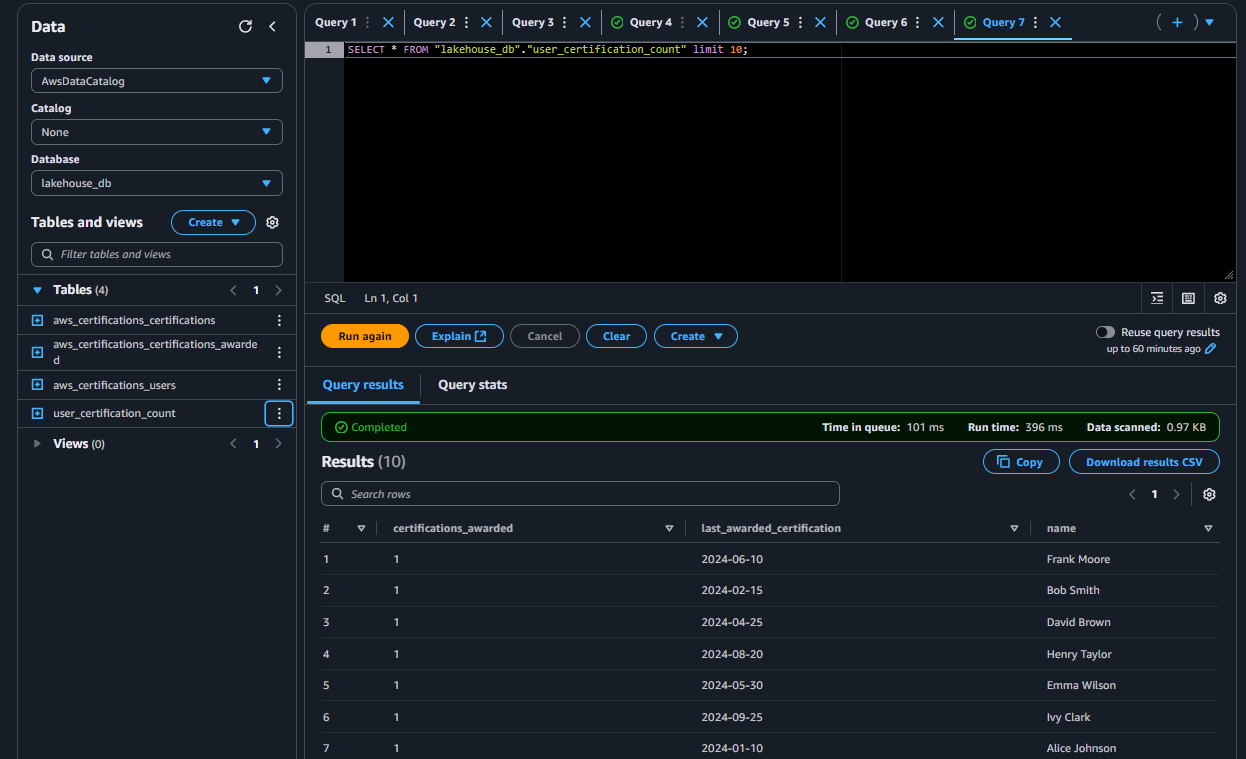 Data
Data source
AwsDataCatalog
Catalog
None
Database
lakehouse_db
Tables and views
Create
Filter tables and views
Tables (4)
1
aws_certifications_certifications
aws_certifications_certifications_awarde
d
aws_certifications_users
user_certification_count
Views (0)
1
Query 1
Query 2
Query 3
Query 4
Query 5
Query 6
Query 7
1 SELECT * FROM "lakehouse_db"."user_certification_count" limit 10;
SQL Ln 1, Col 1
Run again
Explain
Cancel
Clear
Create
Reuse query results
up to 60 minutes ago
Query results
Query stats
Completed
Time in queue: 101 ms Run time: 396 ms Data scanned: 0.97 KB
Results (10)
Copy
Download results CSV
Search rows
1
# certifications_awarded last_awarded_certification name
1 1 2024-06-10 Frank Moore
2 1 2024-02-15 Bob Smith
3 1 2024-04-25 David Brown
4 1 2024-08-20 Henry Taylor
5 1 2024-05-30 Emma Wilson
6 1 2024-09-25 Ivy Clark
7 1 2024-01-10 Alice Johnson